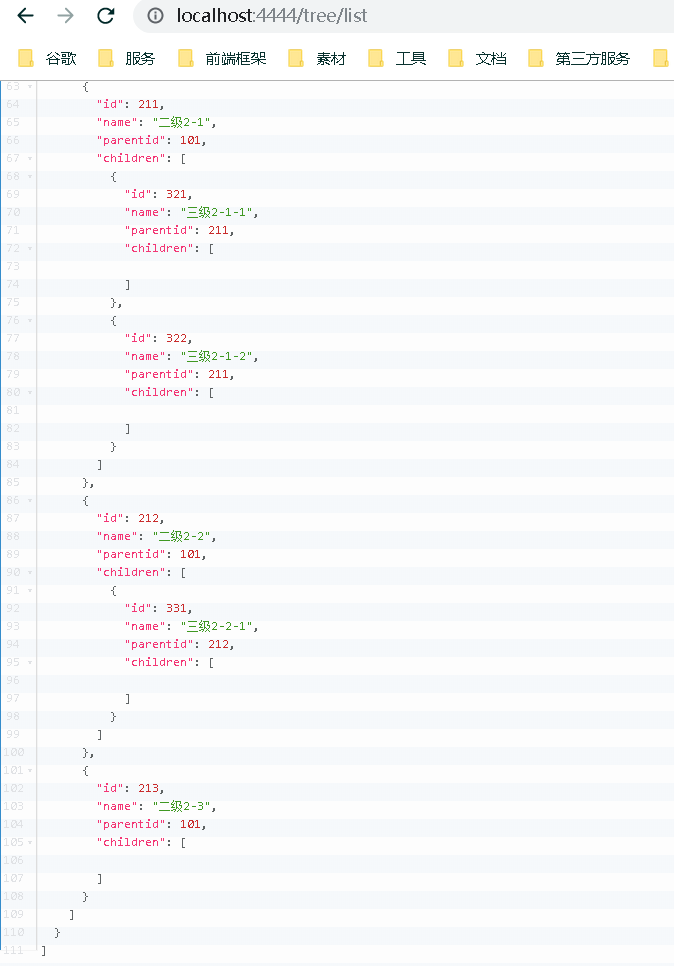 localhost:4444/tree/list
谷歌 服务 前端框架 素材 工具 文档 第三方服务
63 {
64 "id": 211,
65 "name": "二级2-1",
66 "parentid": 101,
67 "children": [
68 {
69 "id": 321,
70 "name": "三级2-1-1",
71 "parentid": 211,
72 "children": [
73
74 ]
75 },
76 {
77 "id": 322,
78 "name": "三级2-1-2",
79 "parentid": 211,
80 "children": [
81
82 ]
83 }
84 ]
85 },
86 {
87 "id": 212,
88 "name": "二级2-2",
89 "parentid": 101,
90 "children": [
91 {
92 "id": 331,
93 "name": "三级2-2-1",
94 "parentid": 212,
95 "children": [
96
97 ]
98 }
99 ]
100 },
101 {
102 "id": 213,
103 "name": "二级2-3",
104 "parentid": 101,
105 "children": [
106
107 ]
108 }
109 ]
110 }
111 ]